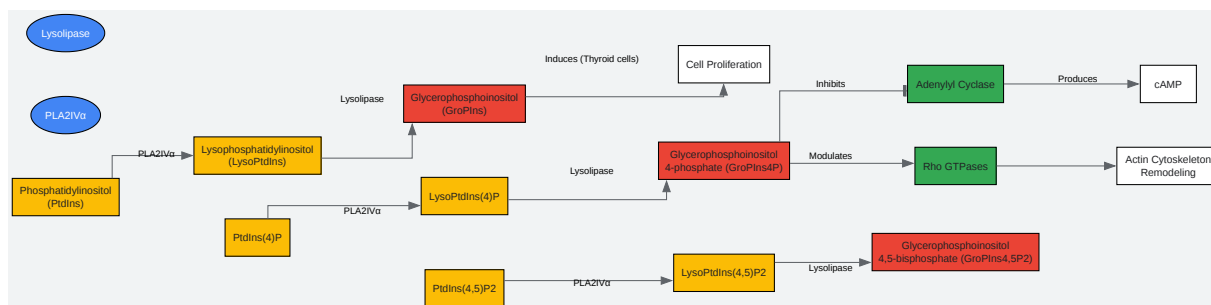 Lysolipase
Induces (Thyroid cells)
Cell Proliferation
Inhibits
Adenylyl Cyclase
Produces
cAMP
Lysolipase
Glycerophosphoinositol
(GroPIns)
PLA2IVα
PLA2IVα
Lysophosphatidylinositol
(LysoPtdIns)
Lysolipase
Glycerophosphoinositol
4-phosphate (GroPIns4P)
Modulates
Rho GTPases
Actin Cytoskeleton
Remodeling
Phosphatidylinositol
(PtdIns)
PtdIns(4)P
PLA2IVα
LysoPtdIns(4)P
PtdIns(4,5)P2
PLA2IVα
LysoPtdIns(4,5)P2
Lysolipase
Glycerophosphoinositol
4,5-bisphosphate (GroPIns4,5P2)